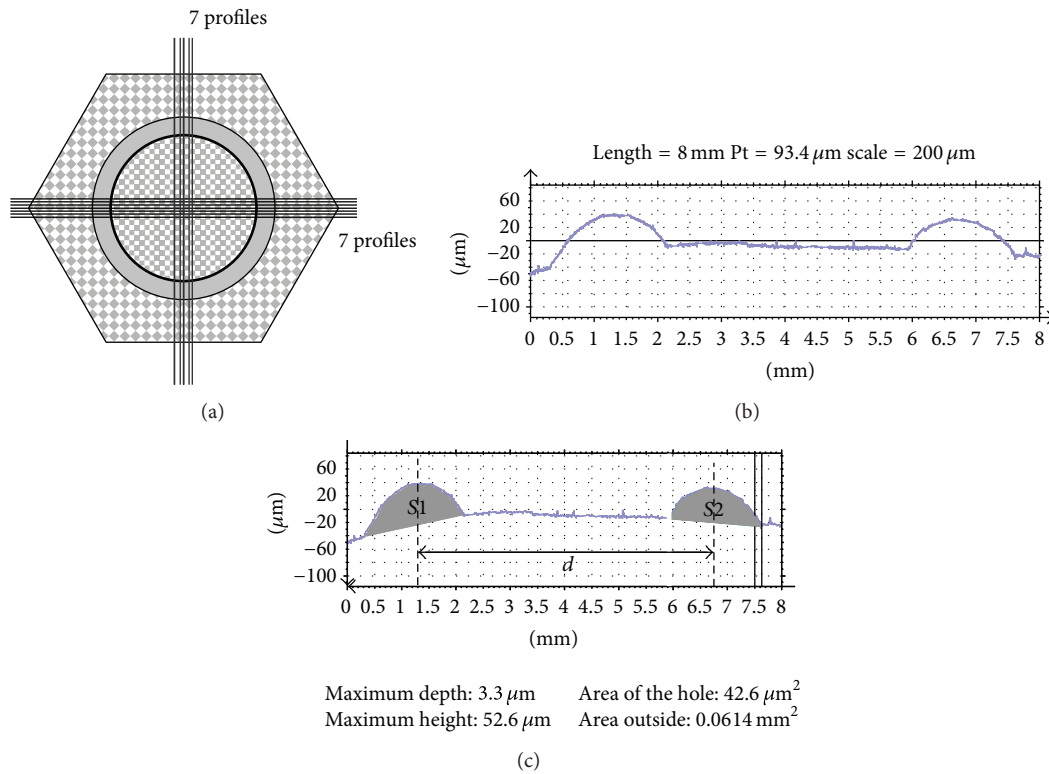 7 profiles
7 profiles
(a)
Length = 8 mm Pt = 93.4 μm scale = 200 μm
60
20
−20
−60
−100
(μm)
0 0.5 1 1.5 2 2.5 3 3.5 4 4.5 5 5.5 6 6.5 7 7.5 8
(mm)
(b)
60
20
−20
−60
−100
(μm)
S1
S2
d
0 0.5 1 1.5 2 2.5 3 3.5 4 4.5 5 5.5 6 6.5 7 7.5 8
(mm)
Maximum depth: 3.3 μm Area of the hole: 42.6 μm²
Maximum height: 52.6 μm Area outside: 0.0614 mm²
(c)